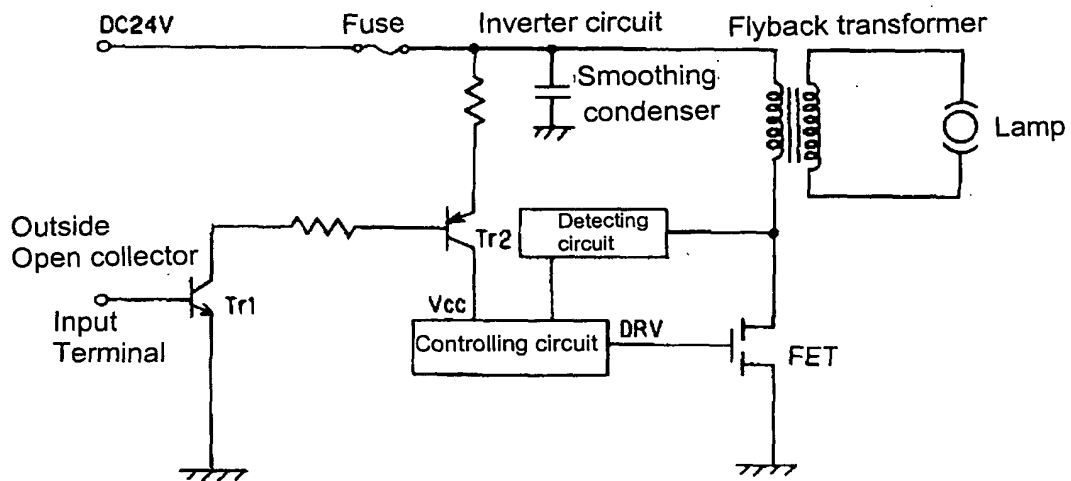 DC24V
Fuse
Inverter circuit
Flyback transformer
Smoothing
condenser
Lamp
Outside
Open collector
Tr2
Detecting
circuit
Input
Terminal
Tr1
Vcc
Controlling circuit
DRV
FET